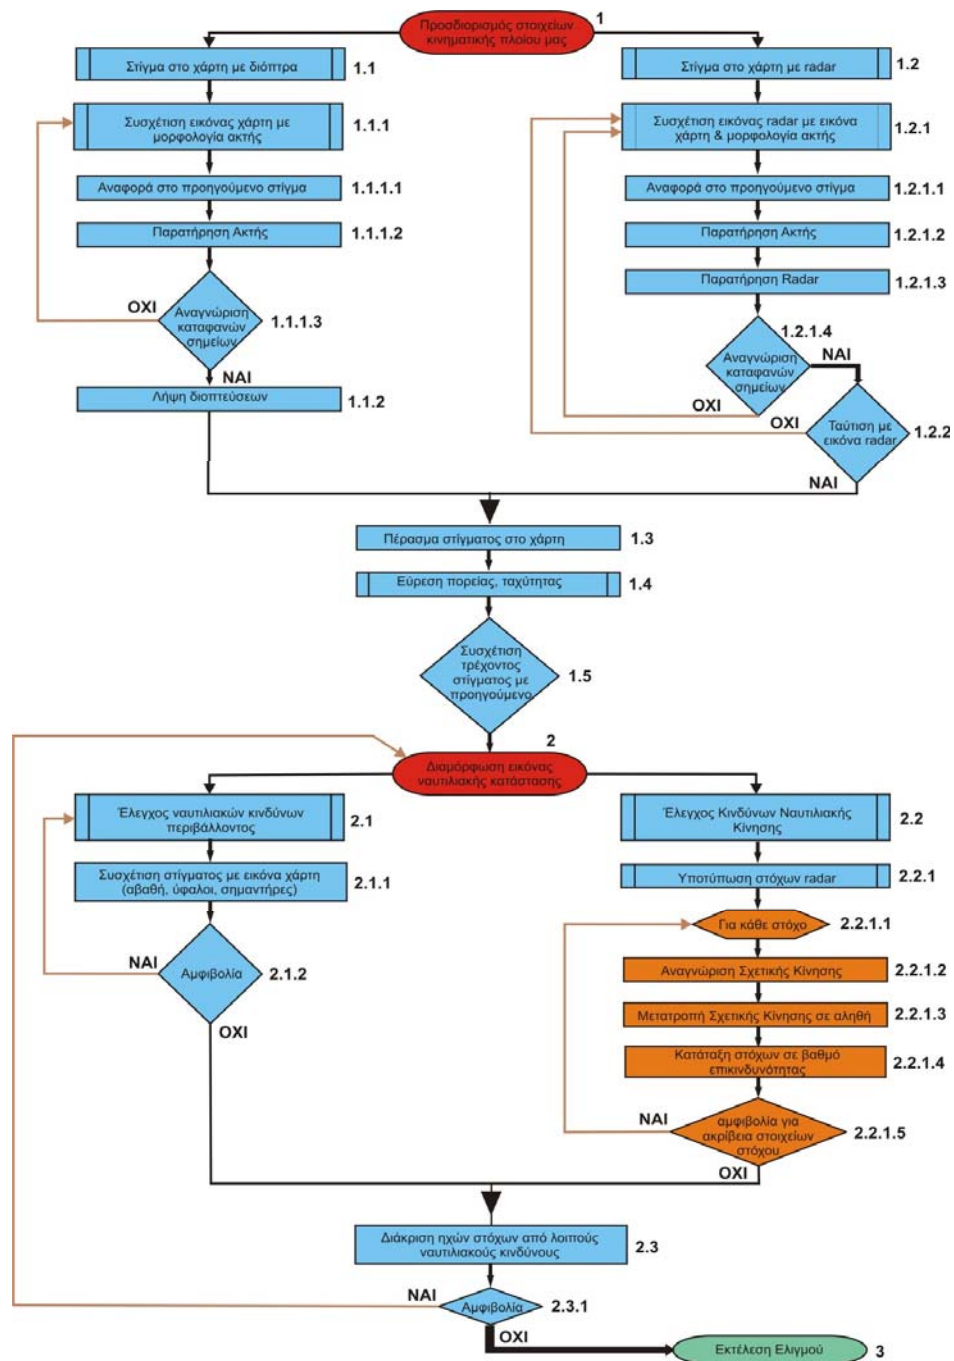 Προσδιορισμός στοιχείων
κινηματικής πλοίου μας
1
Στίγμα στο χάρτη με διόπτρα
1.1
Συσχέτιση εικόνας χάρτη με
μορφολογία ακτής
1.1.1
Αναφορά στο προηγούμενο στίγμα
1.1.1.1
Παρατήρηση Ακτής
1.1.1.2
ΟΧΙ
Αναγνώριση
καταφανών
σημείων
1.1.1.3
ΝΑΙ
Λήψη διοπτεύσεων
1.1.2
Στίγμα στο χάρτη με radar
1.2
Συσχέτιση εικόνας radar με εικόνα
χάρτη & μορφολογία ακτής
1.2.1
Αναφορά στο προηγούμενο στίγμα
1.2.1.1
Παρατήρηση Ακτής
1.2.1.2
Παρατήρηση Radar
1.2.1.3
1.2.1.4
Αναγνώριση
καταφανών
σημείων
ΝΑΙ
ΟΧΙ
ΟΧΙ
Ταύτιση με
εικόνα radar
1.2.2
ΝΑΙ
Πέρασμα στίγματος στο χάρτη
1.3
Εύρεση πορείας, ταχύτητας
1.4
Συσχέτιση
τρέχοντος
στίγματος με
προηγούμενο
1.5
2
Διαμόρφωση εικόνας
ναυτιλιακής κατάστασης
Έλεγχος ναυτιλιακών κινδύνων
περιβάλλοντος
2.1
Συσχέτιση στίγματος με εικόνα χάρτη
(αβαθή, ύφαλοι, σημαντήρες)
2.1.1
ΝΑΙ
Αμφιβολία
2.1.2
ΟΧΙ
Έλεγχος Κινδύνων Ναυτιλιακής
Κίνησης
2.2
Υποτύπωση στόχων radar
2.2.1
Για κάθε στόχο
2.2.1.1
Αναγνώριση Σχετικής Κίνησης
2.2.1.2
Μετατροπή Σχετικής Κίνησης σε αληθή
2.2.1.3
Κατάταξη στόχων σε βαθμό
επικινδυνότητας
2.2.1.4
ΝΑΙ
αμφιβολία για
ακρίβεια στοιχείων
στόχου
2.2.1.5
ΟΧΙ
Διάκριση ηχών στόχων από λοιπούς
ναυτιλιακούς κινδύνους
2.3
ΝΑΙ
Αμφιβολία
2.3.1
ΟΧΙ
Εκτέλεση Ελιγμού
3